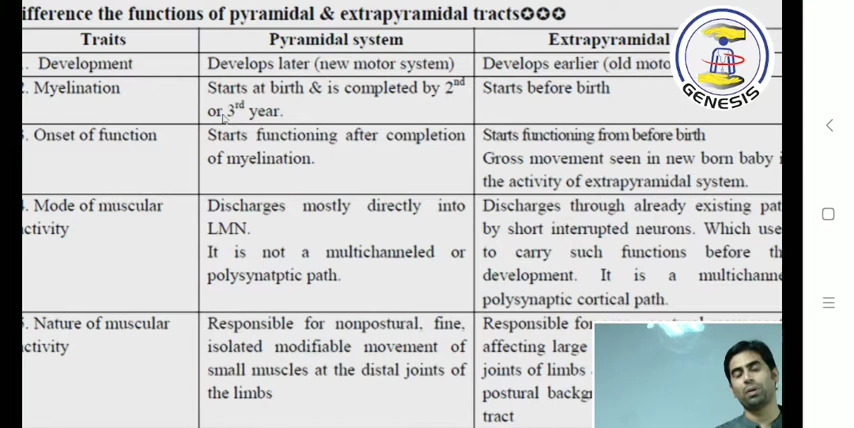 ifference the functions of pyramidal & extrapyramidal tracts✪✪✪
Traits Pyramidal system Extrapyramidal
. Development Develops later (new motor system) Develops earlier (old moto
. Myelination Starts at birth & is completed by 2nd Starts before birth
or 3rd year.
. Onset of function Starts functioning after completion Starts functioning from before birth
of myelination. Gross movement seen in new born baby i
the activity of extrapyramidal system.
4. Mode of muscular Discharges mostly directly into Discharges through already existing pat
ctivity LMN. by short interrupted neurons. Which use
It is not a multichanneled or to carry such functions before th
polysynatptic path. development. It is a multichanne
polysynaptic cortical path.
. Nature of muscular Responsible for nonpostural, fine, Responsible for
ctivity isolated modifiable movement of affecting large
small muscles at the distal joints of joints of limbs
the limbs postural backg
tract
GENESIS